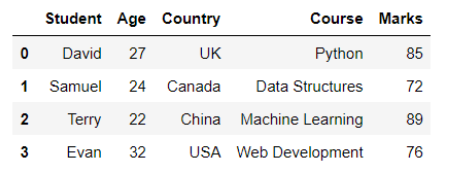 Student Age Country Course Marks
0 David 27 UK Python 85
1 Samuel 24 Canada Data Structures 72
2 Terry 22 China Machine Learning 89
3 Evan 32 USA Web Development 76